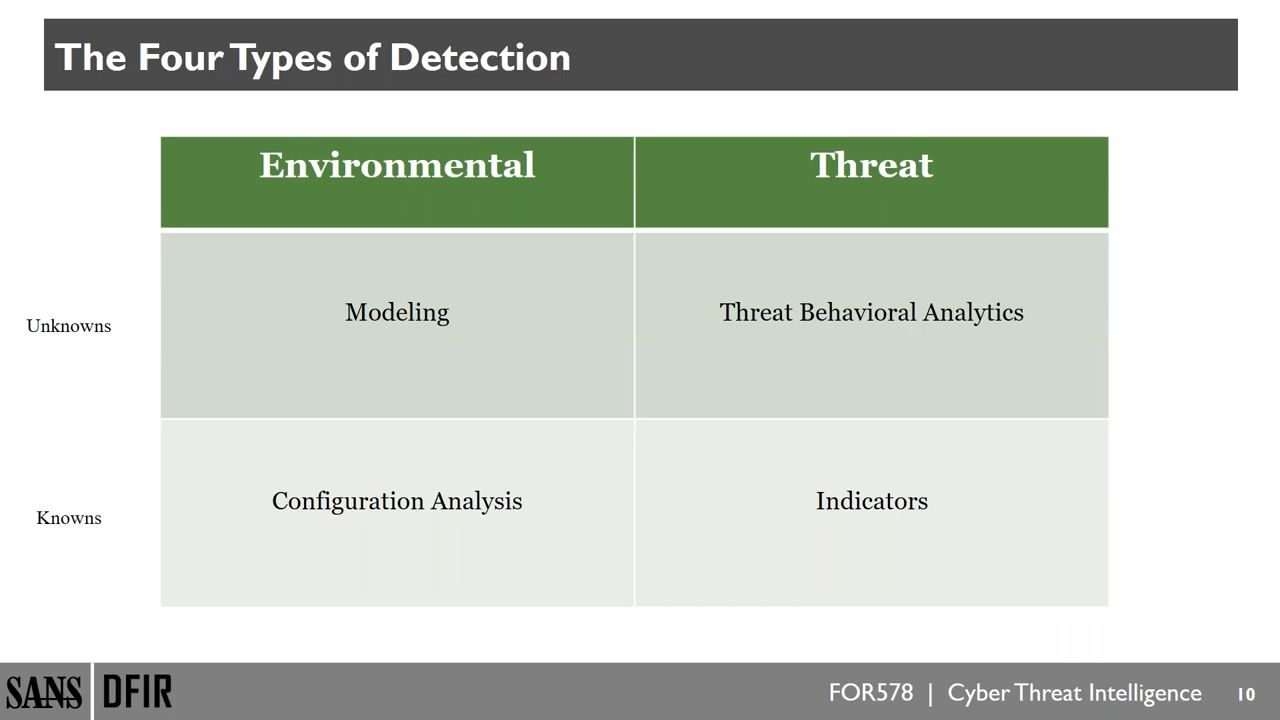 The Four Types of Detection
Environmental
Threat
Unknowns
Modeling
Threat Behavioral Analytics
Knowns
Configuration Analysis
Indicators
SANS
DFIR
FOR578 | Cyber Threat Intelligence
10